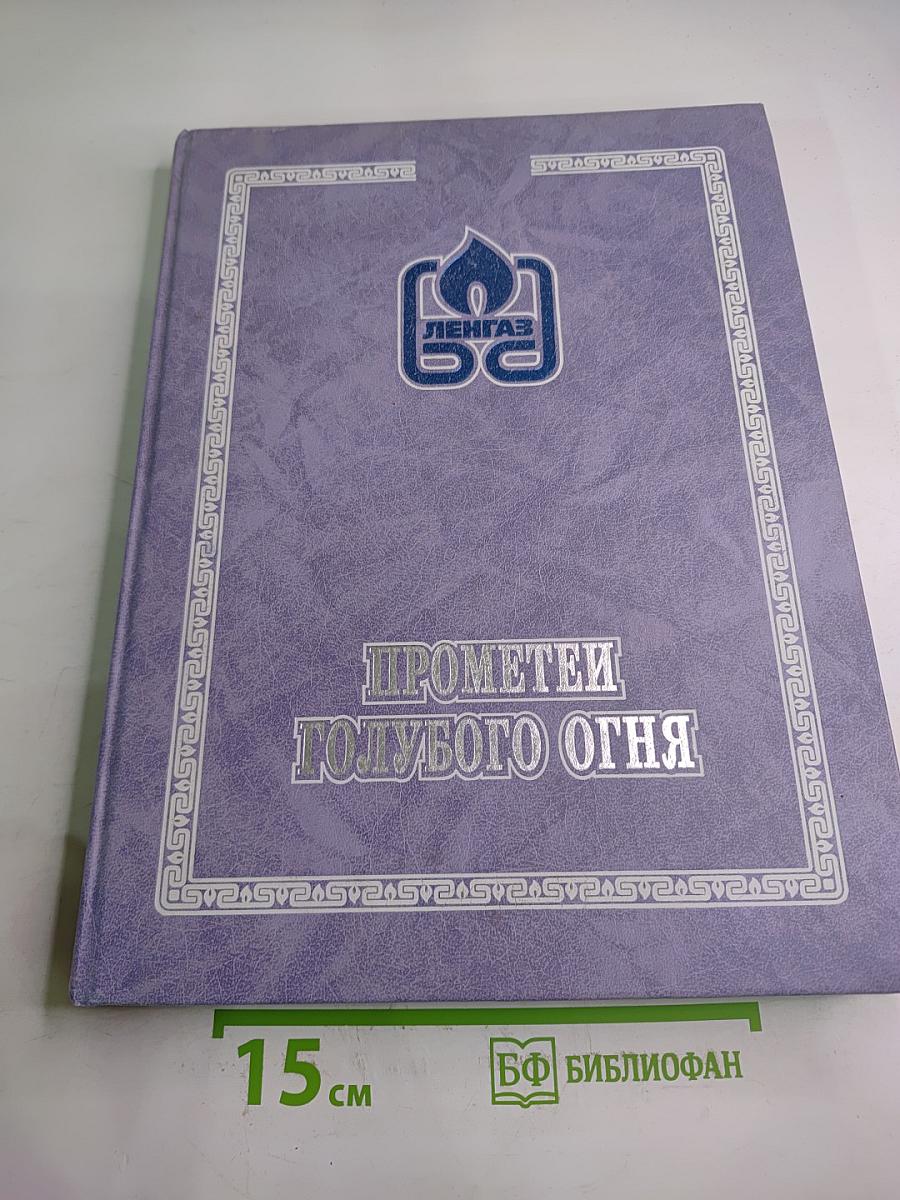 ЛЕНГАЗ
ПРОМЕТЕИ
ГОЛУБОГО ОГНЯ
15 см
БФ БИБЛИОФАН